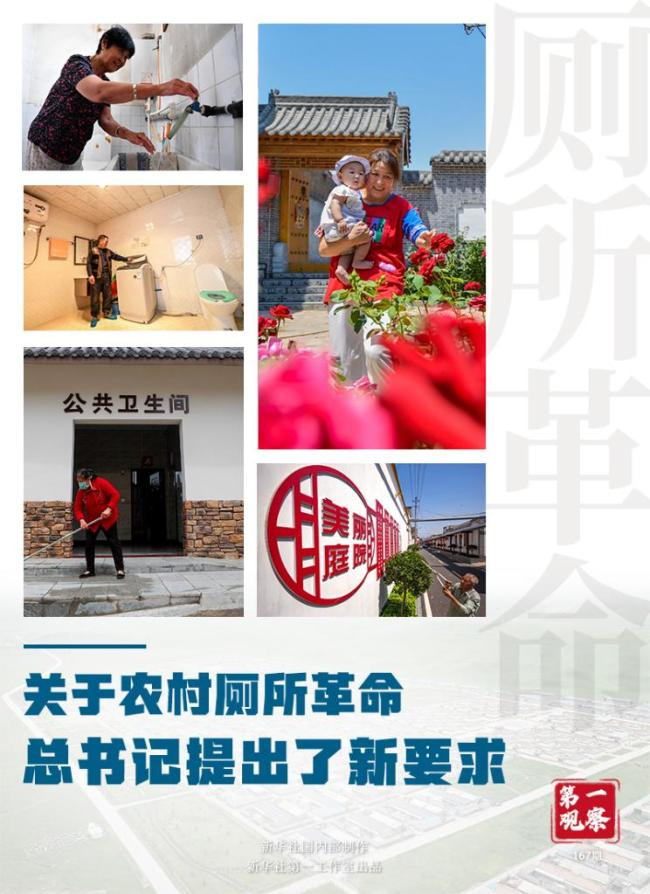 厕所革命
公共卫生间
美丽
庭院
关于农村厕所革命
总书记提出了新要求
第一
观察
167期
新华社国内部制作
新华社第一工作室出品